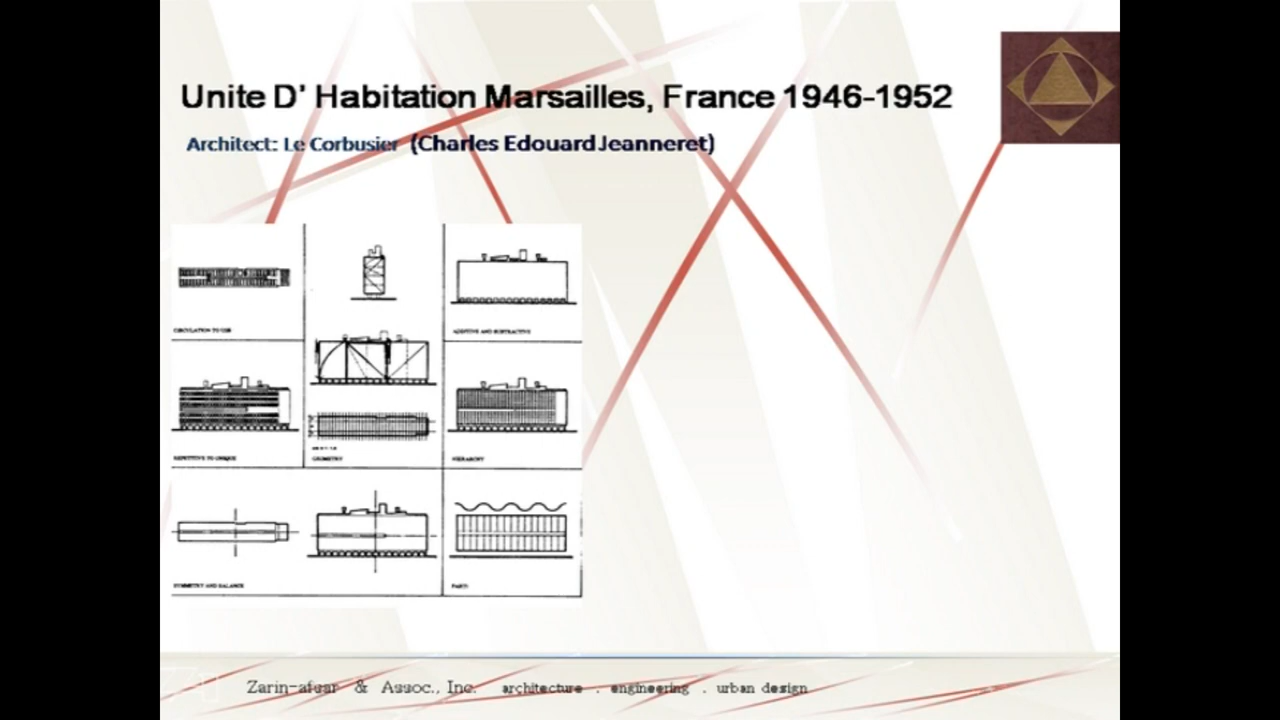 Unite D' Habitation Marsailles, France 1946-1952
Architect: Le Corbusier (Charles Edouard Jeanneret)
CIRCULATION TO USE
ADDITIVE AND SUBTRACTIVE
REPETITIVE TO UNIQUE
GEOMETRY
HIERARCHY
SYMMETRY AND BALANCE
PARTI
Zarin-afsar & Assoc., Inc. architecture . engineering . urban design